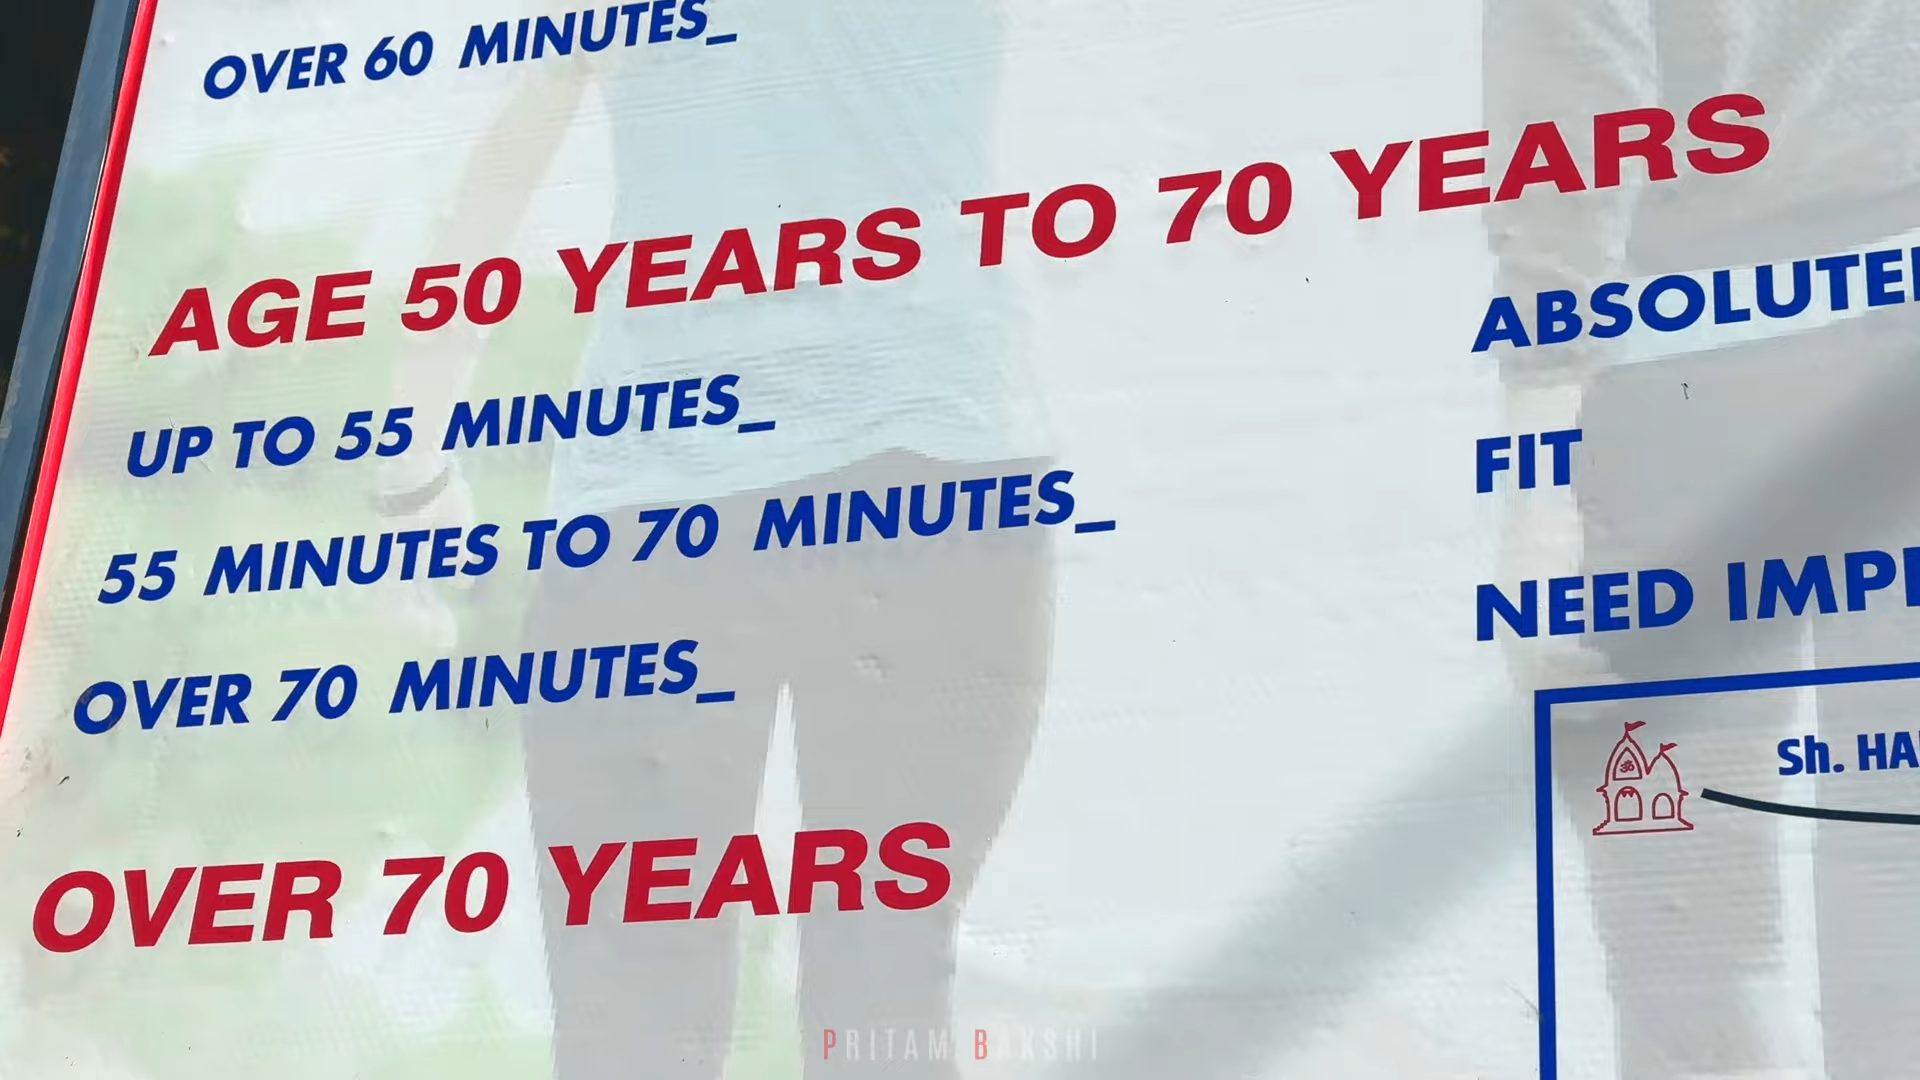 OVER 60 MINUTES_
AGE 50 YEARS TO 70 YEARS
ABSOLUTE
UP TO 55 MINUTES_
FIT
55 MINUTES TO 70 MINUTES_
NEED IMP
OVER 70 MINUTES_
Sh. HA
OVER 70 YEARS
PRITAM BAKSHI